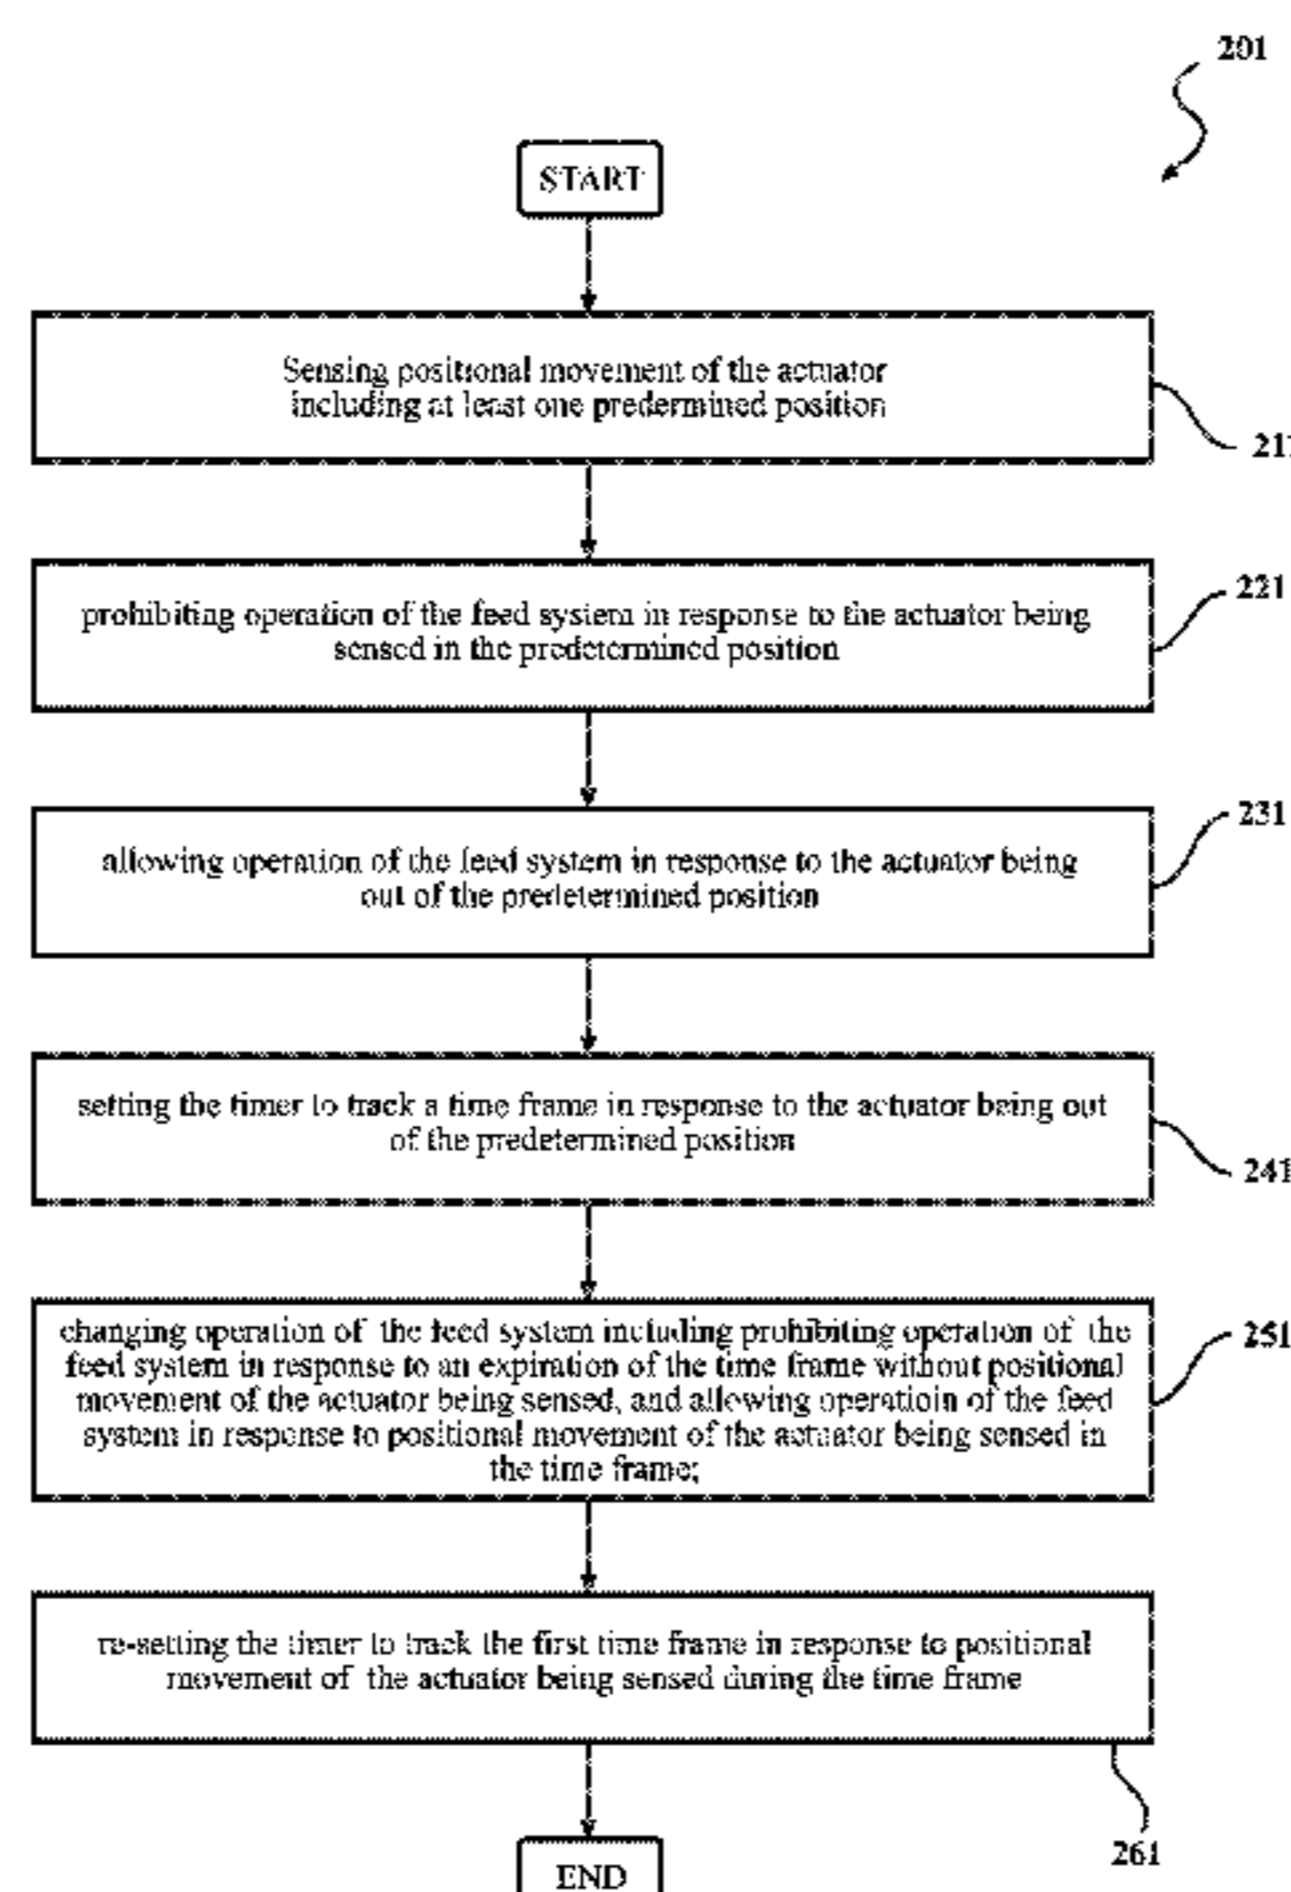 201
START
Sensing positional movement of the actuator
including at least one predermined position
211
prohibiting operation of the feed system in response to the actuator being
sensed in the predetermined position
221
allowing operation of the feed system in response to the actuator being
out of the predetermined position
231
setting the timer to track a time frame in response to the actuator being out
of the predetermined position
241
changing operation of the feed system including prohibiting operation of the
feed system in response to an expiration of the time frame without positional
movement of the actuator being sensed, and allowing operatioin of the feed
system in response to positional movement of the actuator being sensed in
the time frame;
251
re-setting the timer to track the first time frame in response to positional
movement of the actuator being sensed during the time frame
261
END